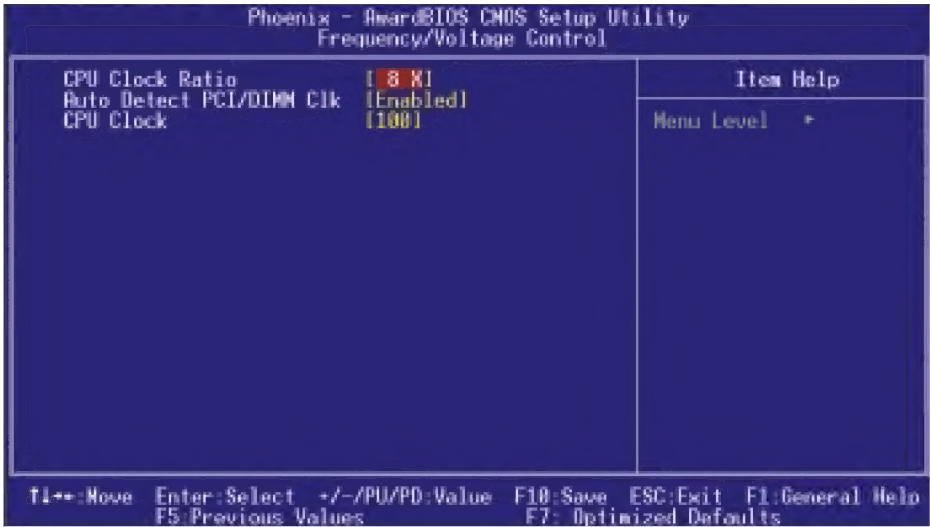 Phoenix - AwardBIOS CMOS Setup Utility
Frequency/Voltage Control
CPU Clock Ratio [ 8 X]
Auto Detect PCI/DIMM Clk [Enabled]
CPU Clock [100]
Item Help
Menu Level ►
↑↓→←:Move Enter:Select +/-/PU/PD:Value F10:Save ESC:Exit F1:General Help
F5:Previous Values F7: Optimized Defaults